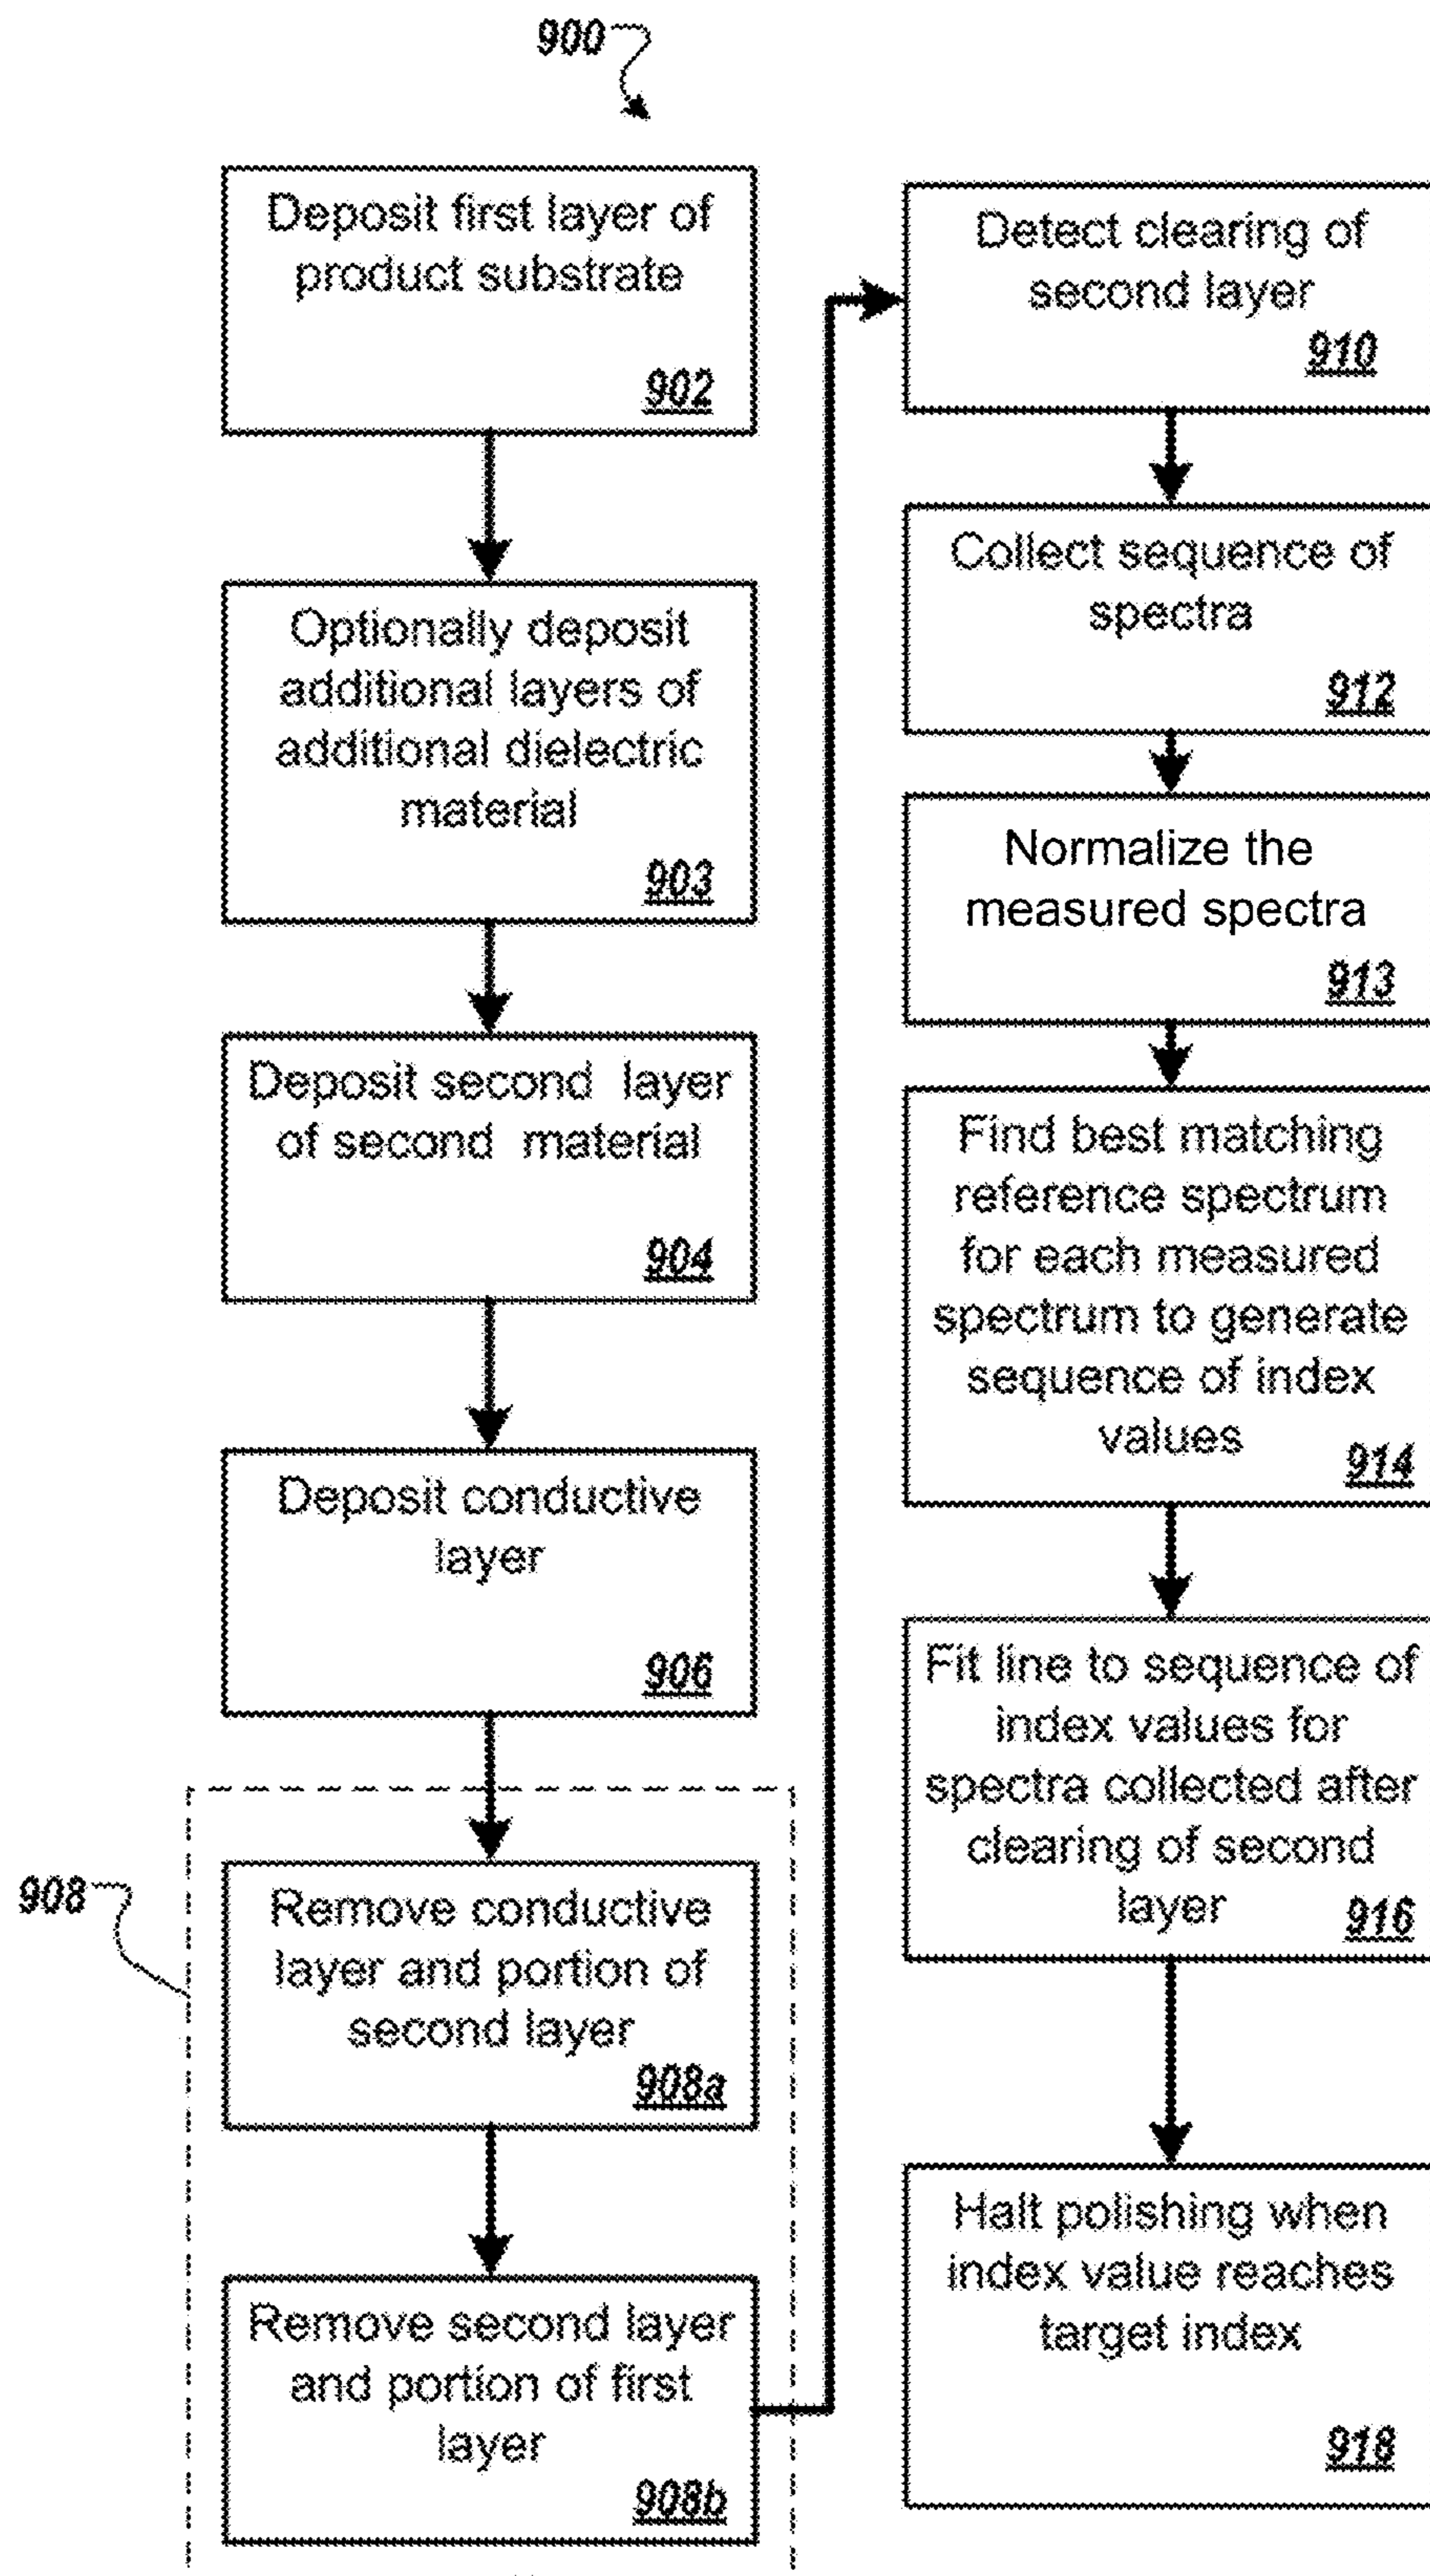 900
Deposit first layer of
product substrate
902
Optionally deposit
additional layers of
additional dielectric
material
903
Deposit second layer
of second material
904
Deposit conductive
layer
906
908
Remove conductive
layer and portion of
second layer
908a
Remove second layer
and portion of first
layer
908b
Detect clearing of
second layer
910
Collect sequence of
spectra
912
Normalize the
measured spectra
913
Find best matching
reference spectrum
for each measured
spectrum to generate
sequence of index
values
914
Fit line to sequence of
index values for
spectra collected after
clearing of second
layer
916
Halt polishing when
index value reaches
target index
918